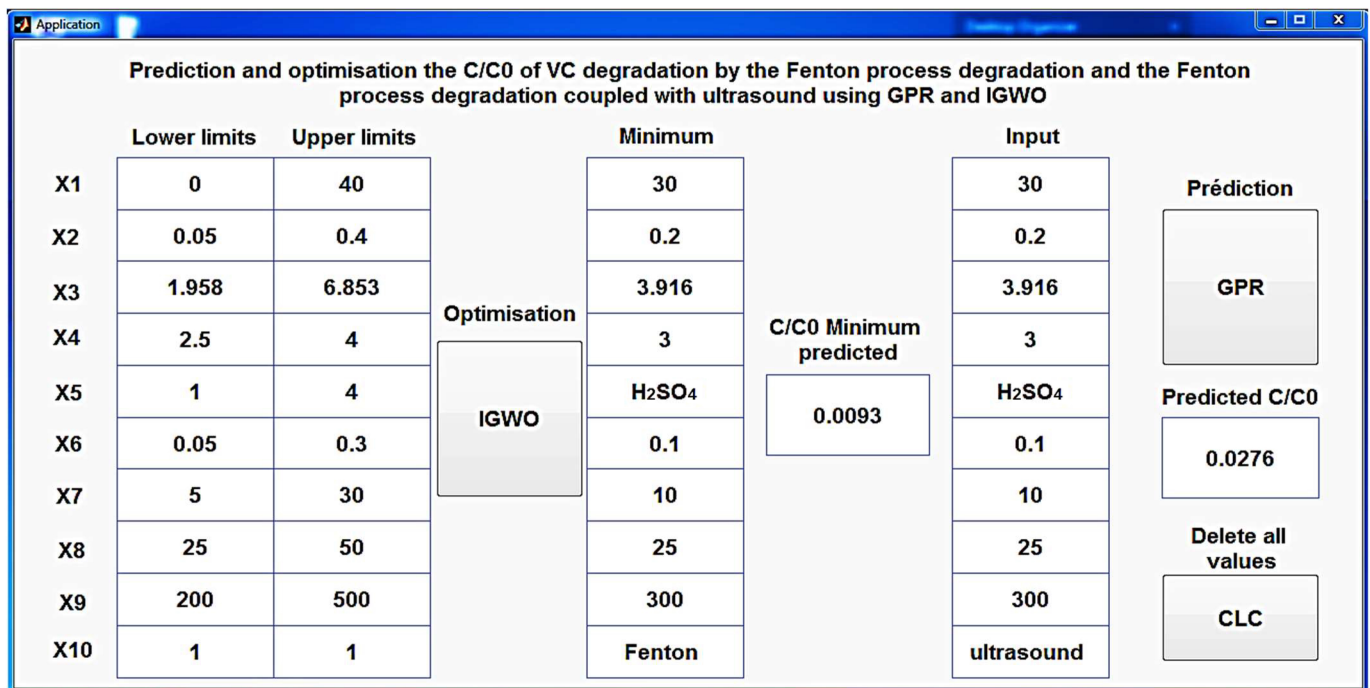 Application
Desktop Organizer
Prediction and optimisation the C/C0 of VC degradation by the Fenton process degradation and the Fenton
process degradation coupled with ultrasound using GPR and IGWO
Lower limits Upper limits Minimum Input
X1 0 40 30 30 Prédiction
X2 0.05 0.4 0.2 0.2
X3 1.958 6.853 3.916 3.916 GPR
Optimisation
X4 2.5 4 3 C/C0 Minimum 3
predicted
X5 1 4 H₂SO₄ H₂SO₄ Predicted C/C0
IGWO 0.0093
X6 0.05 0.3 0.1 0.1 0.0276
X7 5 30 10 10
X8 25 50 25 25 Delete all
values
X9 200 500 300 300 CLC
X10 1 1 Fenton ultrasound